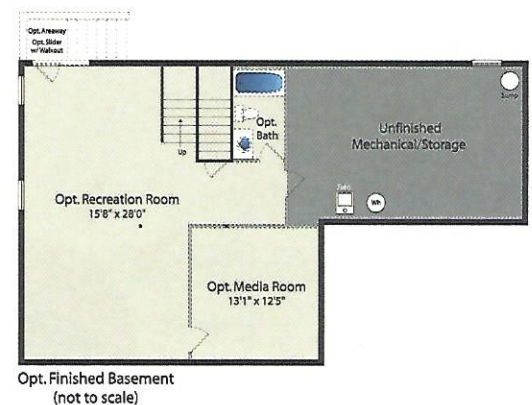 Opt. Areaway
Opt. Slider
w/ Walkout
Opt.
Bath
Unfinished
Mechanical/Storage
Sump
Up
Opt. Recreation Room
15'8" x 28'0"
Wh
Opt. Media Room
13'1" x 12'5"
Opt. Finished Basement
(not to scale)